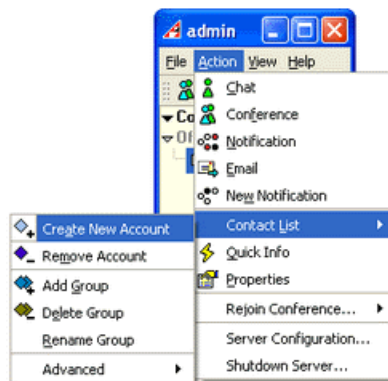 admin
File Action View Help
Chat
Conference
Notification
Email
New Notification
Contact List
Quick Info
Properties
Rejoin Conference...
Server Configuration...
Shutdown Server...
Create New Account
Remove Account
Add Group
Delete Group
Rename Group
Advanced